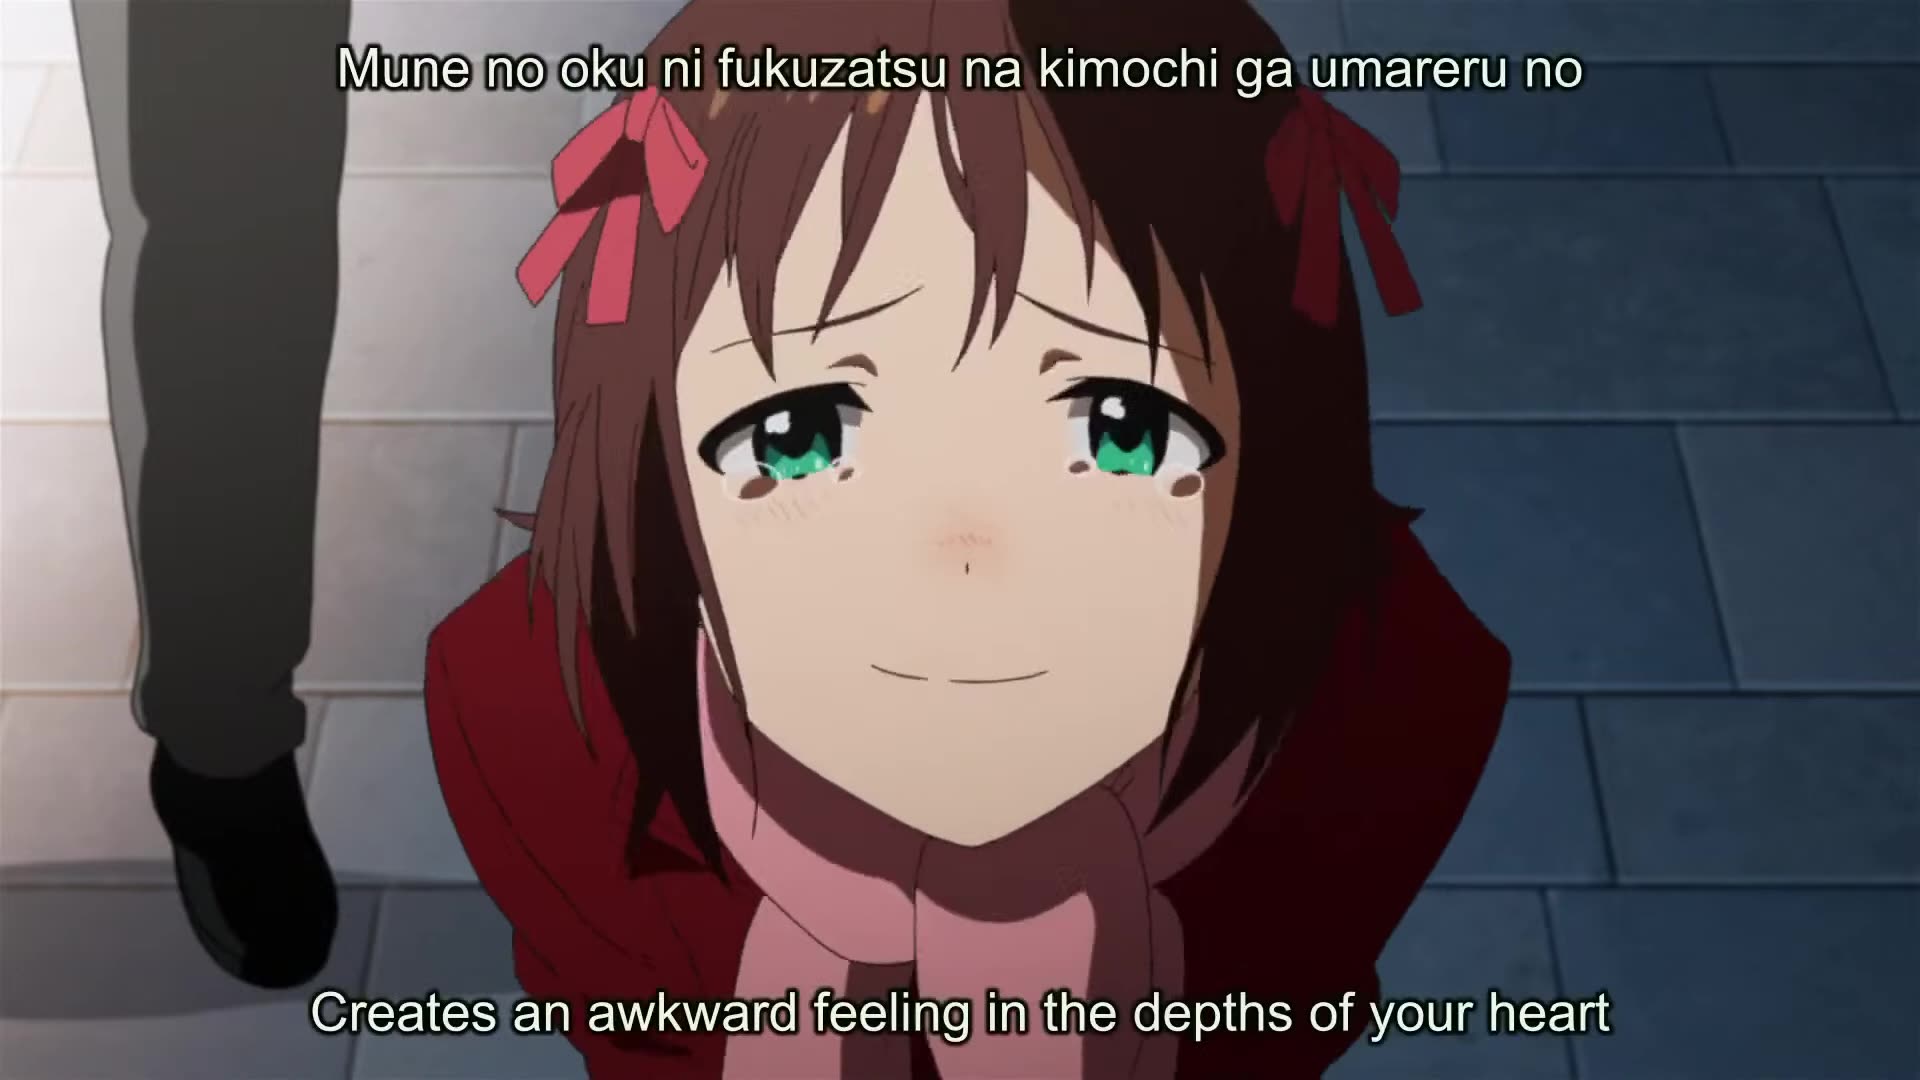 Mune no oku ni fukuzatsu na kimochi ga umareru no
Creates an awkward feeling in the depths of your heart